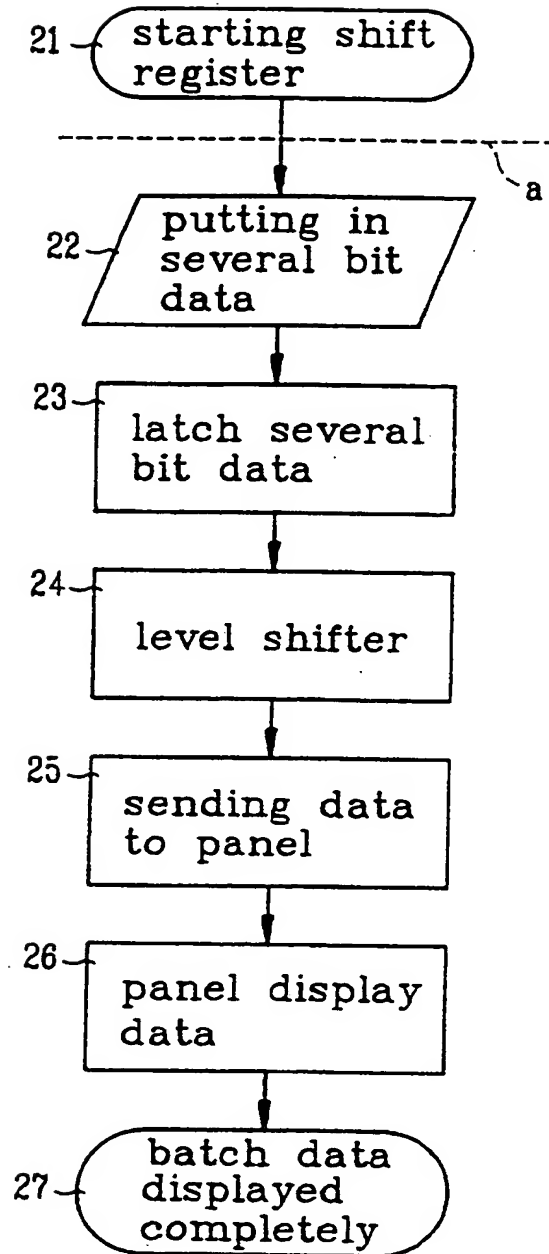 21
starting shift
register
a
22
putting in
several bit
data
23
latch several
bit data
24
level shifter
25
sending data
to panel
26
panel display
data
27
batch data
displayed
completely